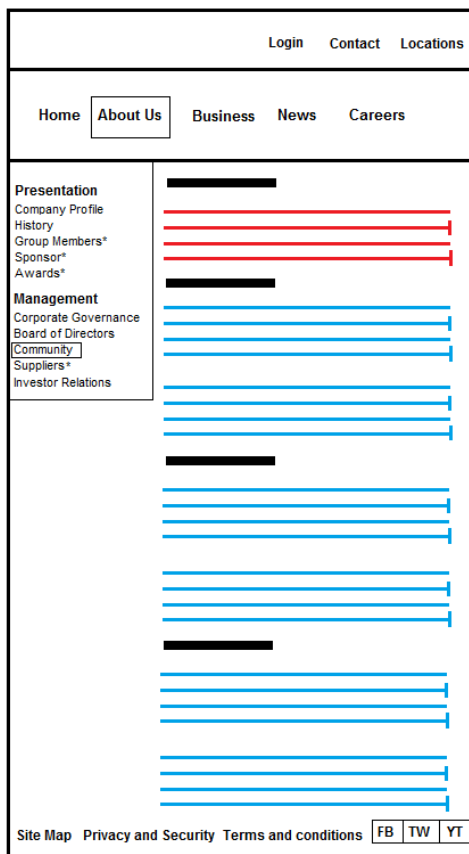 Login Contact Locations
Home About Us Business News Careers
Presentation
Company Profile
History
Group Members*
Sponsor*
Awards*
Management
Corporate Governance
Board of Directors
Community
Suppliers*
Investor Relations
Site Map Privacy and Security Terms and conditions FB TW YT